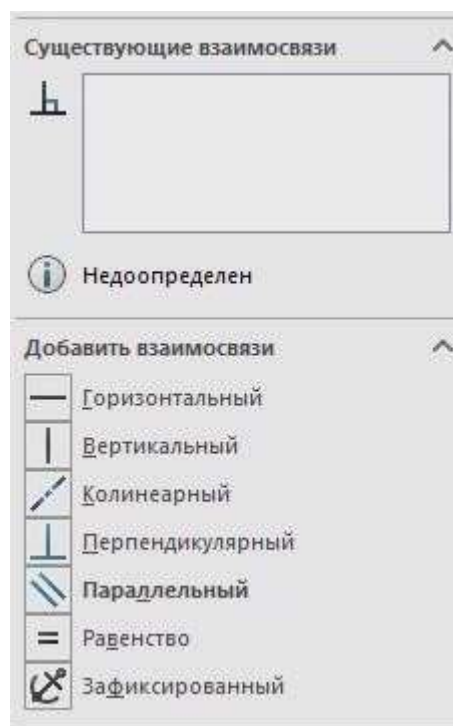 Существующие взаимосвязи
Недоопределен
Добавить взаимосвязи
Горизонтальный
Вертикальный
Колинеарный
Перпендикулярный
Параллельный
Равенство
Зафиксированный